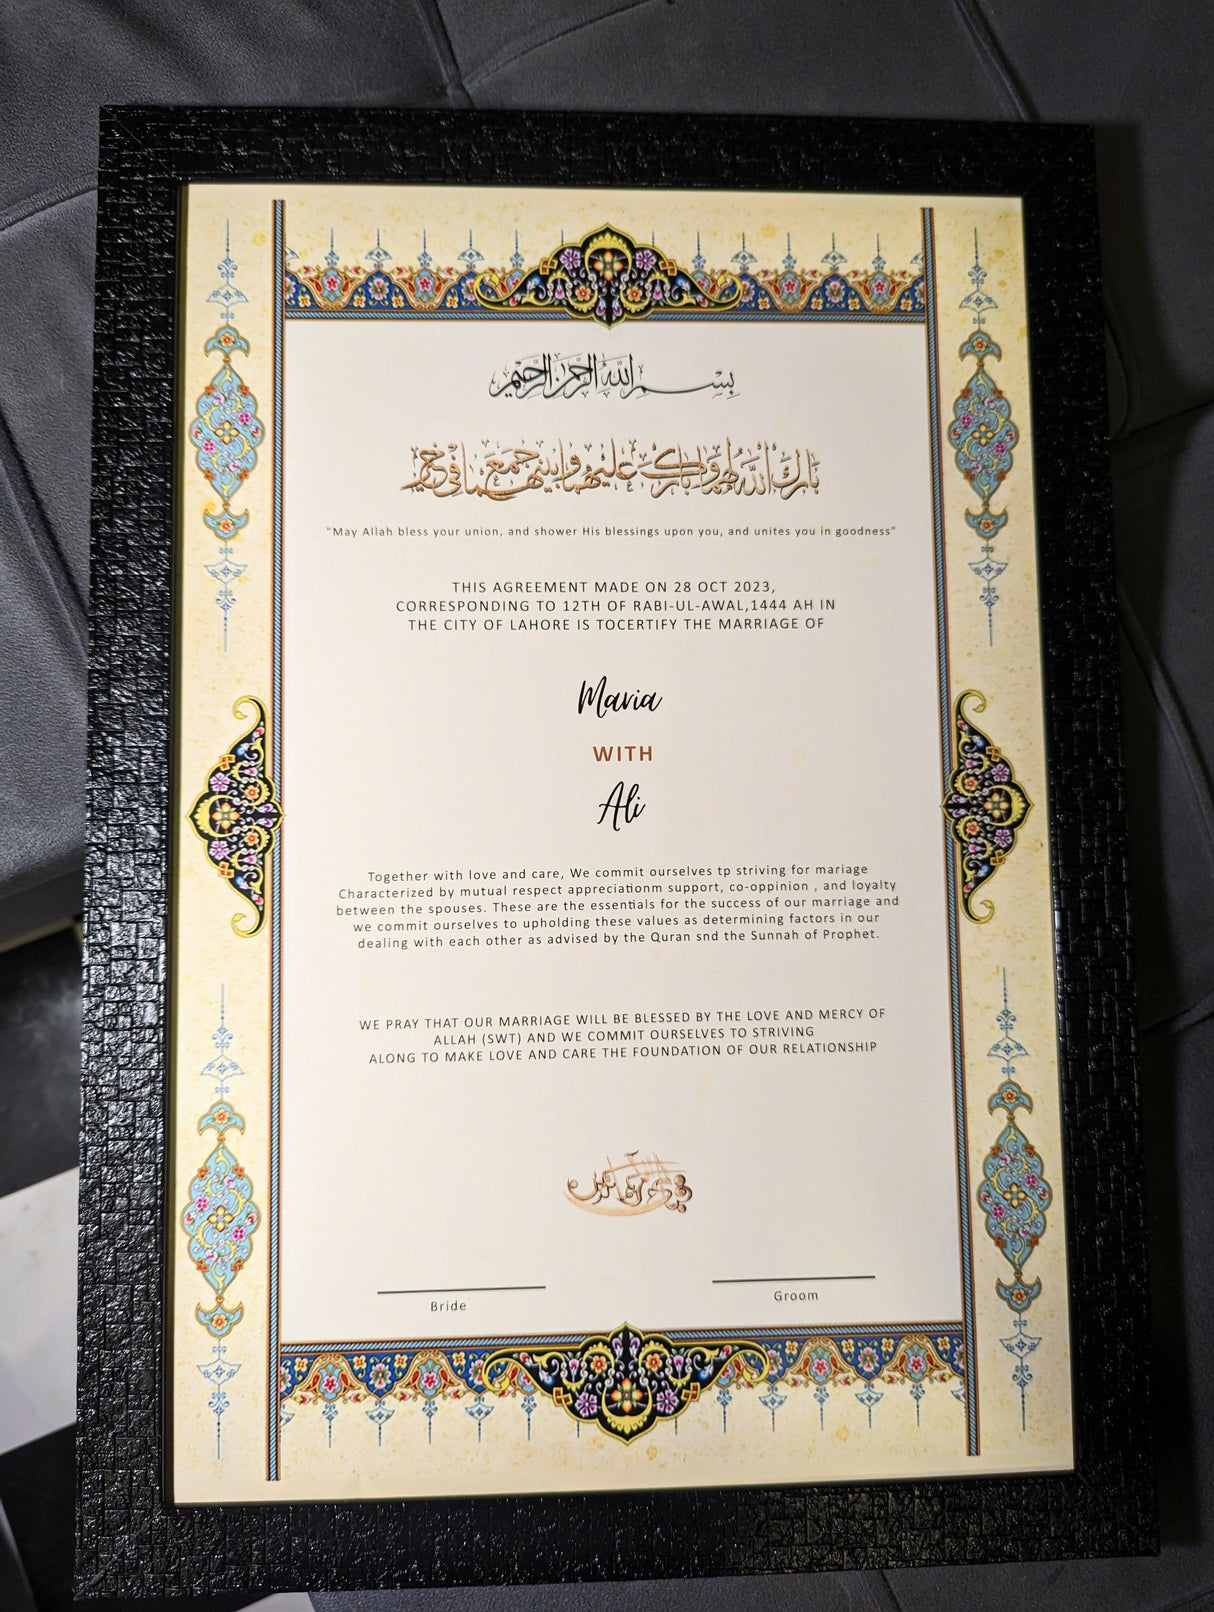 بسم الله الرحمن الرحيم
بارك الله لهما وبارك عليهما وجمع بينهما في خير
"May Allah bless your union, and shower His blessings upon you, and unites you in goodness"
THIS AGREEMENT MADE ON 28 OCT 2023,
CORRESPONDING TO 12TH OF RABI-UL-AWAL,1444 AH IN
THE CITY OF LAHORE IS TOCERTIFY THE MARRIAGE OF
Maria
WITH
Ali
Together with love and care, We commit ourselves tp striving for mariage
Characterized by mutual respect appreciationm support, co-oppinion , and loyalty
between the spouses. These are the essentials for the success of our marriage and
we commit ourselves to upholding these values as determining factors in our
dealing with each other as advised by the Quran snd the Sunnah of Prophet.
WE PRAY THAT OUR MARRIAGE WILL BE BLESSED BY THE LOVE AND MERCY OF
ALLAH (SWT) AND WE COMMIT OURSELVES TO STRIVING
ALONG TO MAKE LOVE AND CARE THE FOUNDATION OF OUR RELATIONSHIP
Bride
Groom